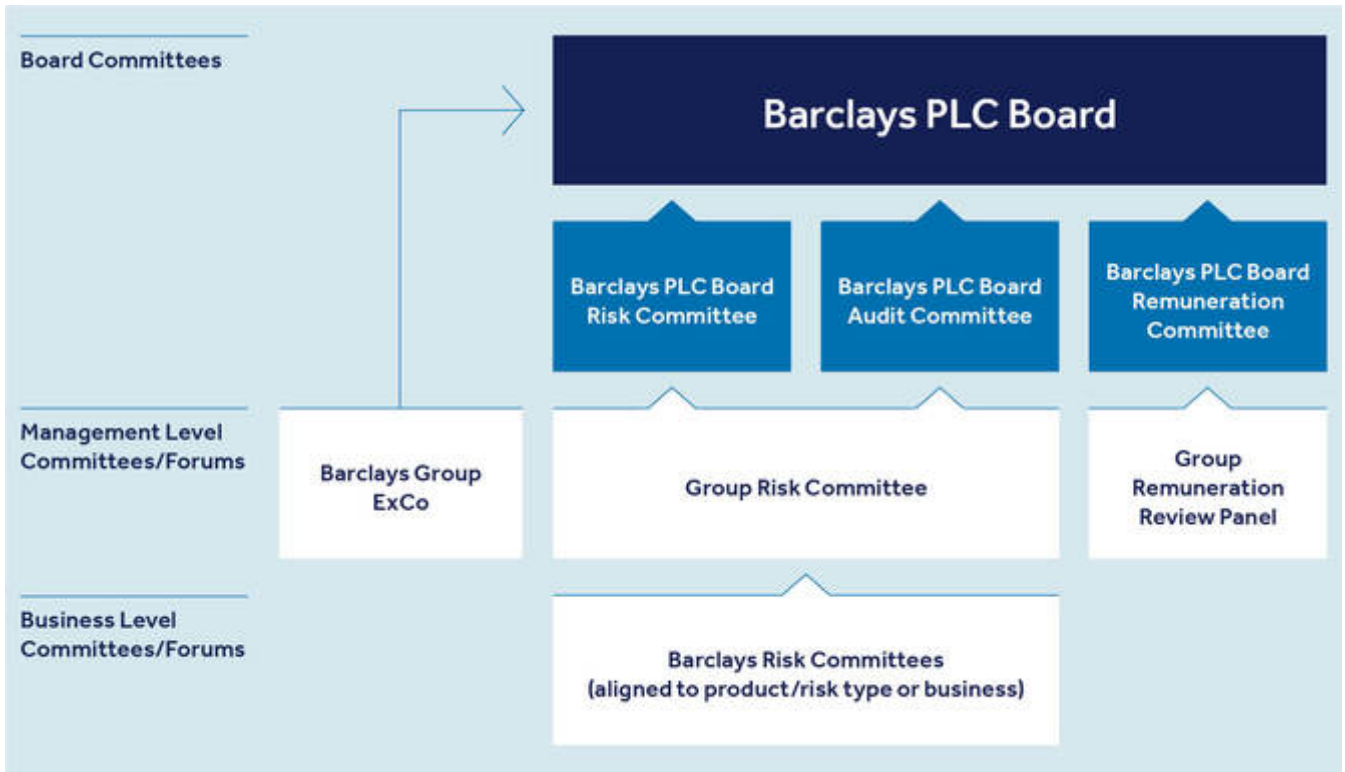 Board Committees
Barclays PLC Board
Barclays PLC Board
Risk Committee
Barclays PLC Board
Audit Committee
Barclays PLC Board
Remuneration
Committee
Management Level
Committees/Forums
Barclays Group
ExCo
Group Risk Committee
Group
Remuneration
Review Panel
Business Level
Committees/Forums
Barclays Risk Committees
(aligned to product/risk type or business)